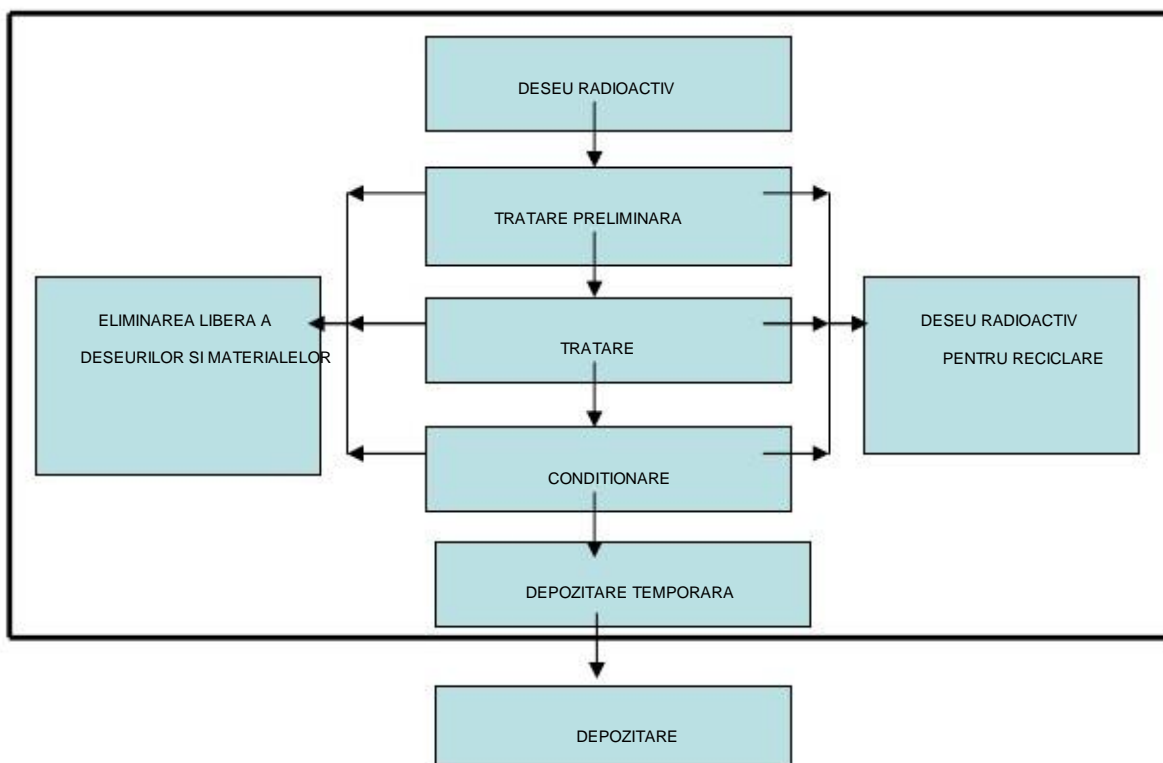 DESEU RADIOACTIV
TRATARE PRELIMINARA
ELIMINAREA LIBERA A
DESEURILOR SI MATERIALELOR
TRATARE
DESEU RADIOACTIV
PENTRU RECICLARE
CONDITIONARE
DEPOZITARE TEMPORARA
DEPOZITARE